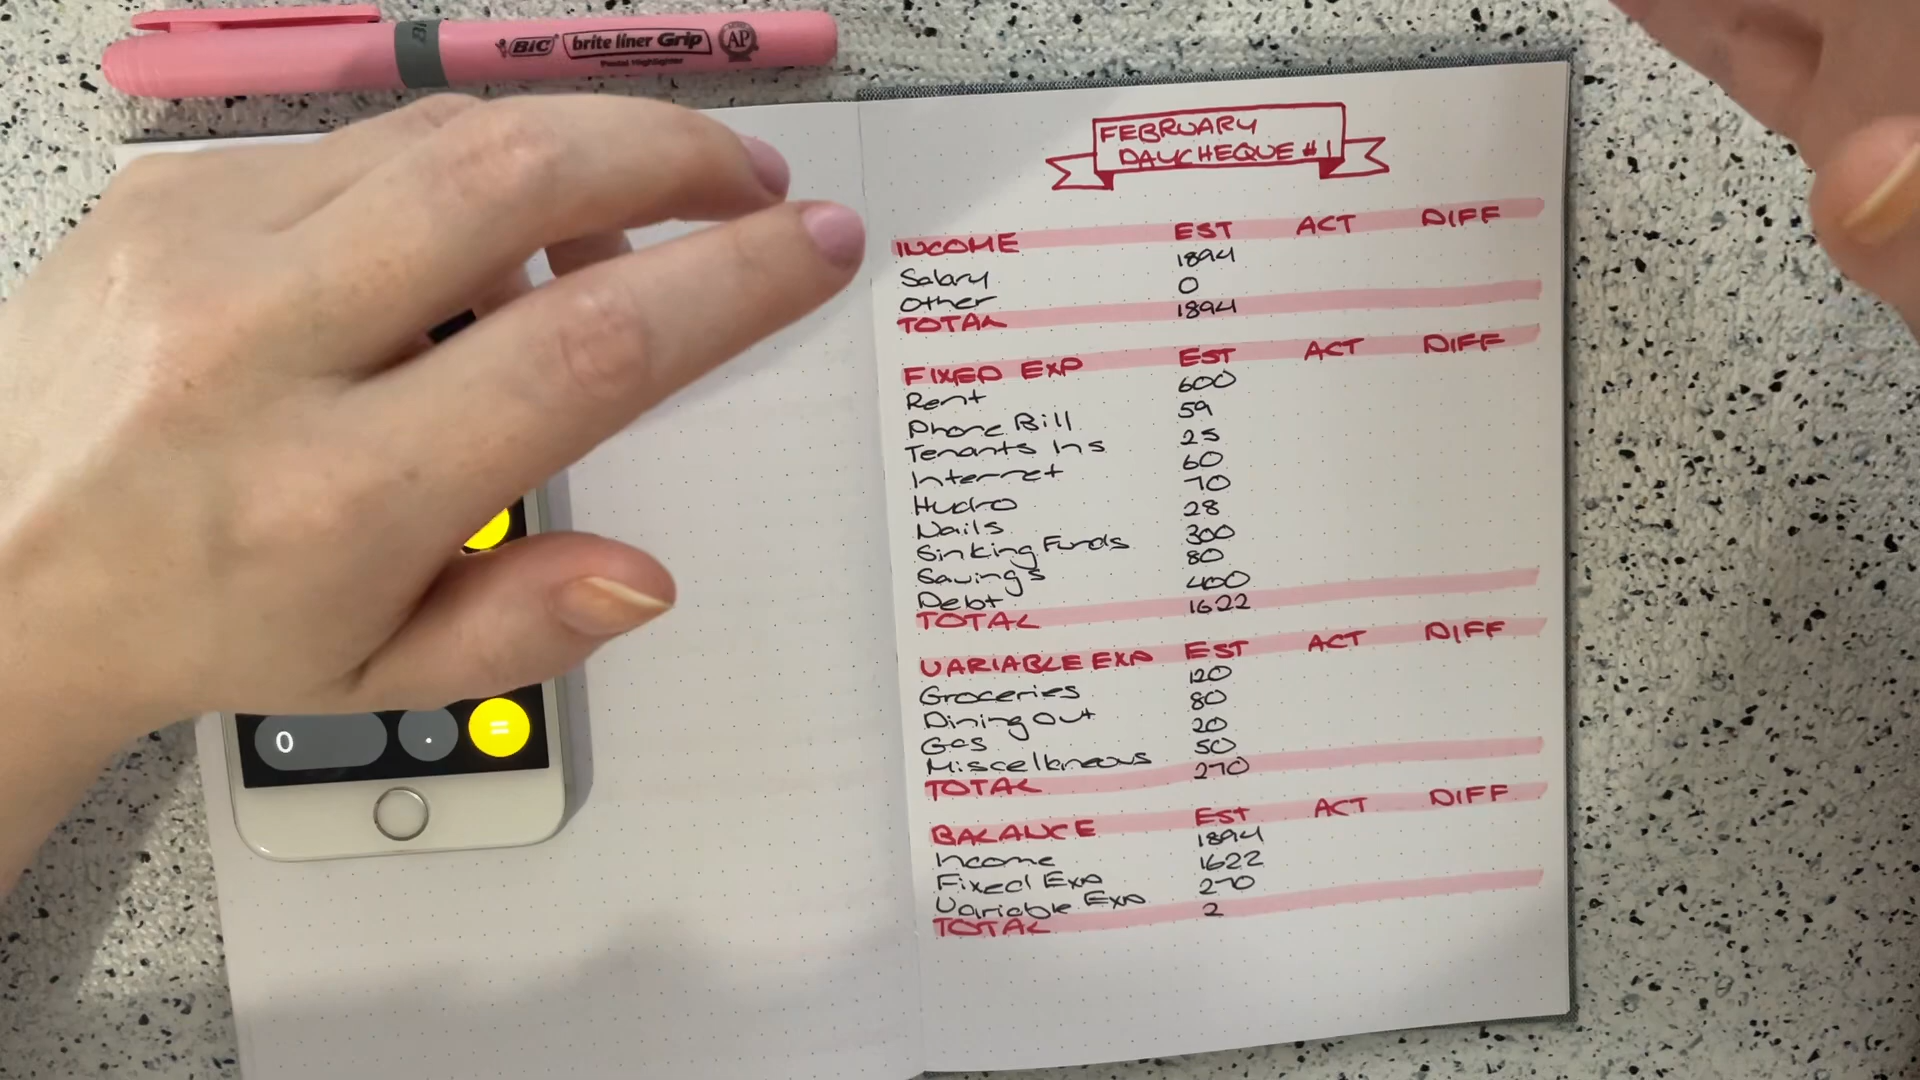 BIC brite liner Grip AP
Pastel Highlighter
FEBRUARY
PAYCHEQUE #1
INCOME EST ACT DIFF
Salary 1894
Other 0
TOTAL 1894
FIXED EXP EST ACT DIFF
Rent 600
Phone Bill 59
Tenants Ins 25
Internet 60
Hydro 70
Nails 28
Sinking Funds 300
Savings 80
Debt 400
TOTAL 1622
VARIABLE EXP EST ACT DIFF
Groceries 120
Dining Out 80
Gas 20
Miscellaneous 50
TOTAL 270
BALANCE EST ACT DIFF
Income 1894
Fixed Exp 1622
Variable Exp 270
TOTAL 2
0 . =